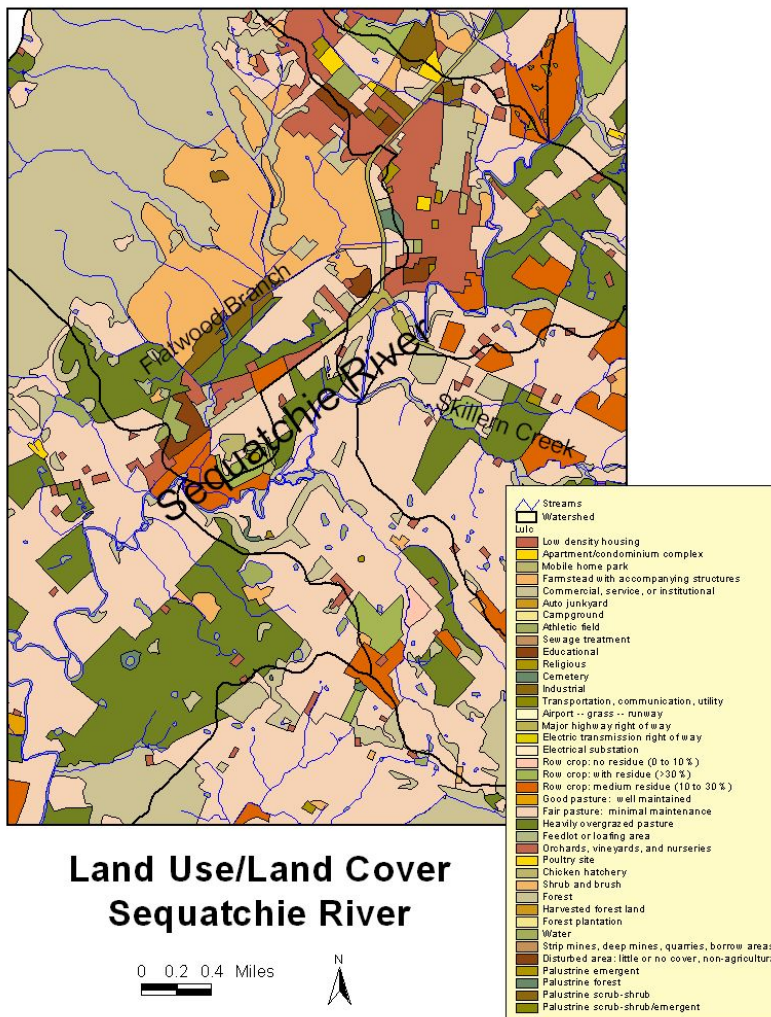 Flatwood Branch
Sequatchie River
Skillern Creek
Streams
Watershed
Lulc
Low density housing
Apartment/condominium complex
Mobile home park
Farmstead with accompanying structures
Commercial, service, or institutional
Auto junkyard
Campground
Athletic field
Sewage treatment
Educational
Religious
Cemetery
Industrial
Transportation, communication, utility
Airport -- grass -- runway
Major highway right of way
Electric transmission right of way
Electrical substation
Row crop: no residue (0 to 10%)
Row crop: with residue (>30%)
Row crop: medium residue (10 to 30%)
Good pasture: well maintained
Fair pasture: minimal maintenance
Heavily overgrazed pasture
Feedlot or loafing area
Orchards, vineyards, and nurseries
Poultry site
Chicken hatchery
Shrub and brush
Forest
Harvested forest land
Forest plantation
Water
Strip mines, deep mines, quarries, borrow areas
Disturbed area: little or no cover, non-agricultura
Palustrine emergent
Palustrine forest
Palustrine scrub-shrub
Palustrine scrub-shrub/emergent
Land Use/Land Cover
Sequatchie River
0 0.2 0.4 Miles
N